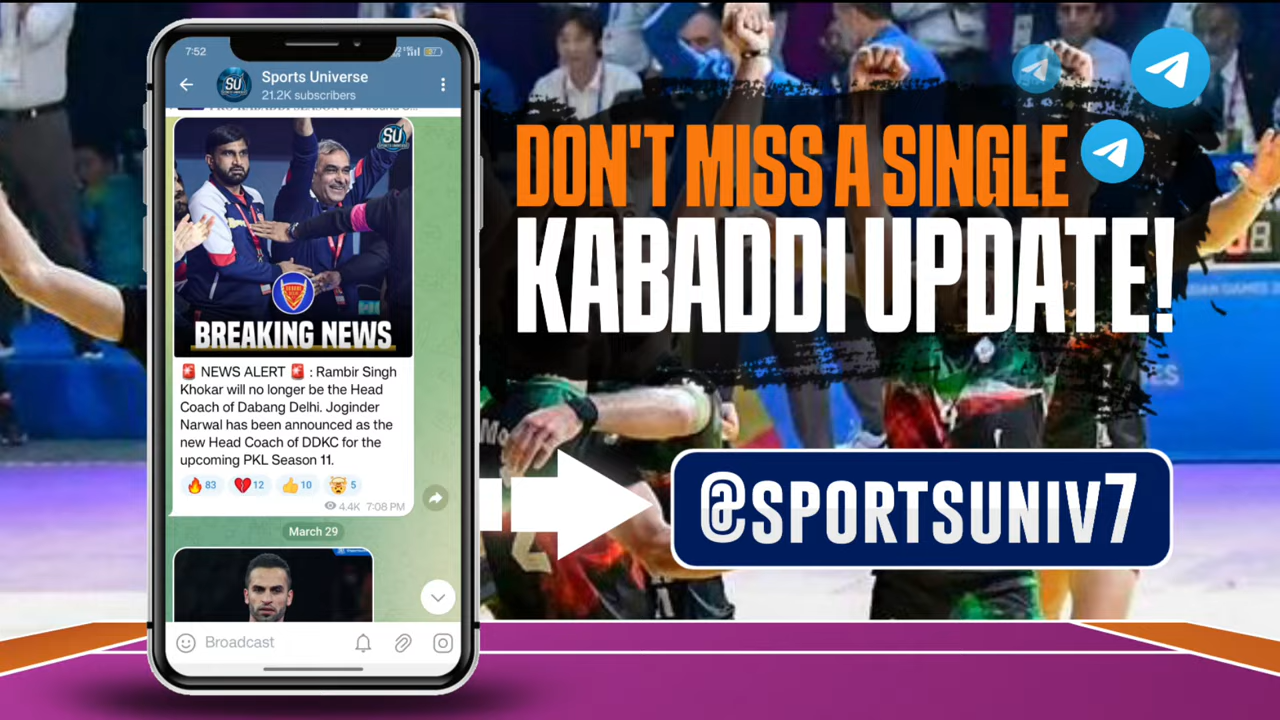 7:52
SU
Sports Universe
21.2K subscribers
SU
BREAKING NEWS
🚨 NEWS ALERT 🚨 : Rambir Singh
Khokar will no longer be the Head
Coach of Dabang Delhi. Joginder
Narwal has been announced as the
new Head Coach of DDKC for the
upcoming PKL Season 11.
🔥 83 💔 12 👍 10 🤯 5
4.4K 7:08 PM
March 29
Broadcast
DON'T MISS A SINGLE
KABADDI UPDATE!
@SPORTSUNIV7